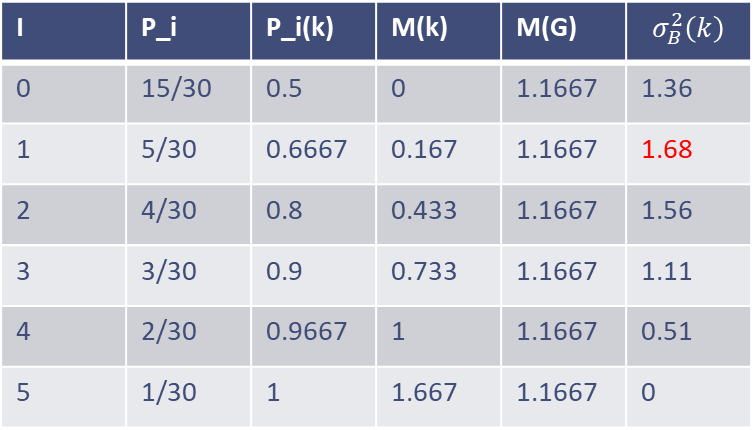 I P_i P_i(k) M(k) M(G) σ_B^2(k)
0 15/30 0.5 0 1.1667 1.36
1 5/30 0.6667 0.167 1.1667 1.68
2 4/30 0.8 0.433 1.1667 1.56
3 3/30 0.9 0.733 1.1667 1.11
4 2/30 0.9667 1 1.1667 0.51
5 1/30 1 1.667 1.1667 0